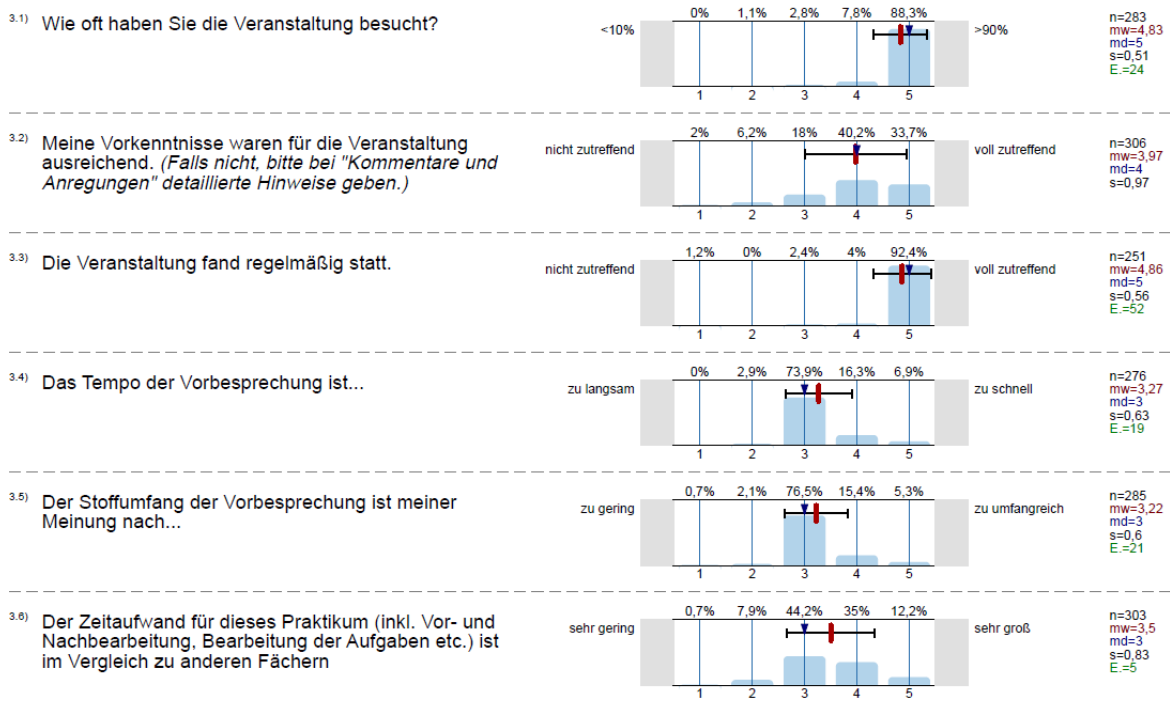 3.1) Wie oft haben Sie die Veranstaltung besucht?
<10%
0% 1,1% 2,8% 7,8% 88,3%
1 2 3 4 5
>90%
n=283
mw=4,83
md=5
s=0,51
E.=24
3.2) Meine Vorkenntnisse waren für die Veranstaltung
ausreichend. (Falls nicht, bitte bei "Kommentare und
Anregungen" detaillierte Hinweise geben.)
nicht zutreffend
2% 6,2% 18% 40,2% 33,7%
1 2 3 4 5
voll zutreffend
n=306
mw=3,97
md=4
s=0,97
3.3) Die Veranstaltung fand regelmäßig statt.
nicht zutreffend
1,2% 0% 2,4% 4% 92,4%
1 2 3 4 5
voll zutreffend
n=251
mw=4,86
md=5
s=0,56
E.=52
3.4) Das Tempo der Vorbesprechung ist...
zu langsam
0% 2,9% 73,9% 16,3% 6,9%
1 2 3 4 5
zu schnell
n=276
mw=3,27
md=3
s=0,63
E.=19
3.5) Der Stoffumfang der Vorbesprechung ist meiner
Meinung nach...
zu gering
0,7% 2,1% 76,5% 15,4% 5,3%
1 2 3 4 5
zu umfangreich
n=285
mw=3,22
md=3
s=0,6
E.=21
3.6) Der Zeitaufwand für dieses Praktikum (inkl. Vor- und
Nachbearbeitung, Bearbeitung der Aufgaben etc.) ist
im Vergleich zu anderen Fächern
sehr gering
0,7% 7,9% 44,2% 35% 12,2%
1 2 3 4 5
sehr groß
n=303
mw=3,5
md=3
s=0,83
E.=5